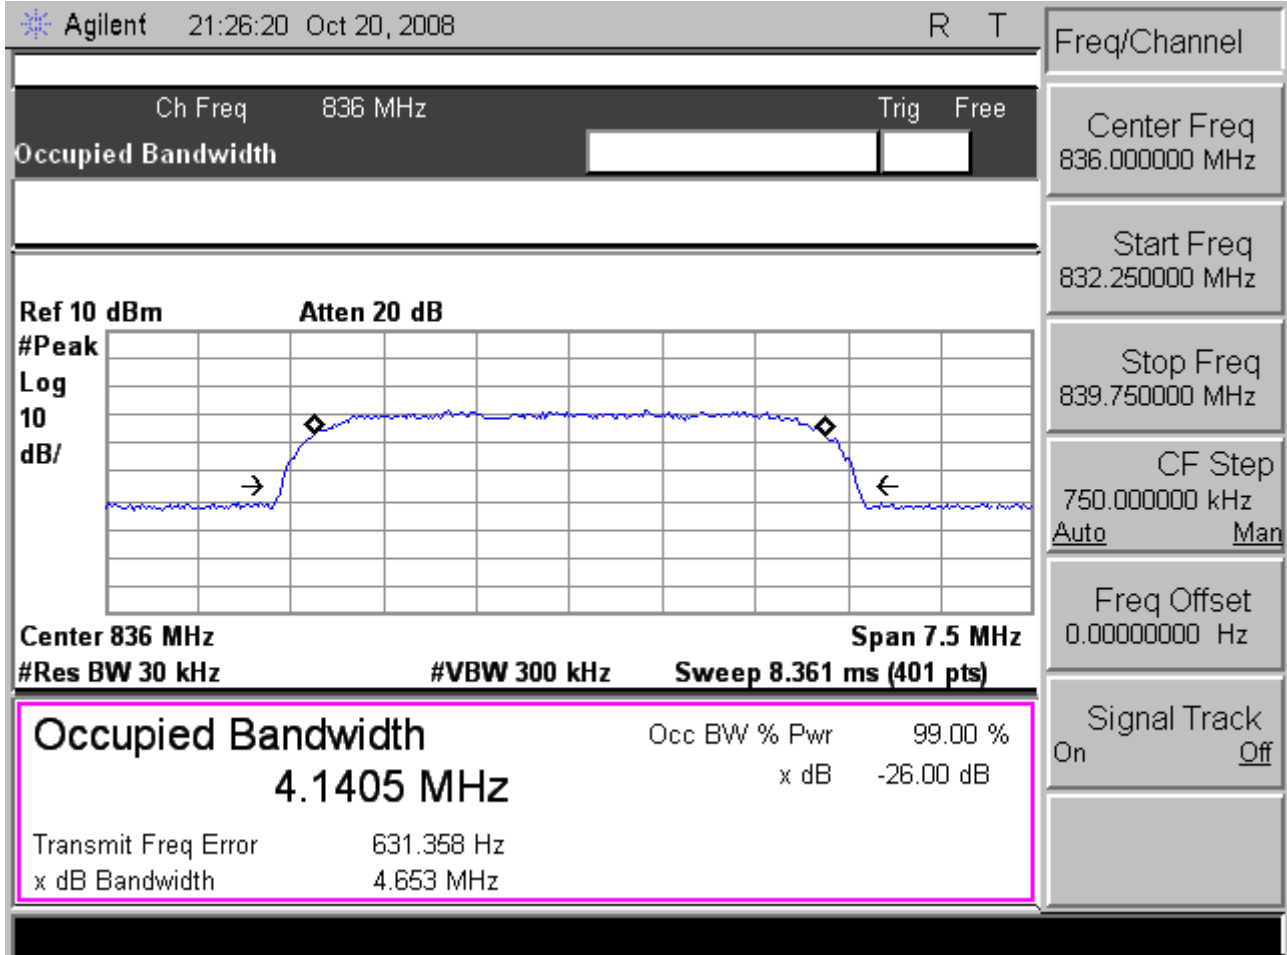 Agilent 21:26:20 Oct 20, 2008 R T
Freq/Channel
Ch Freq 836 MHz Trig Free
Occupied Bandwidth
Center Freq
836.000000 MHz
Start Freq
832.250000 MHz
Ref 10 dBm Atten 20 dB
#Peak
Log
10
dB/
Stop Freq
839.750000 MHz
CF Step
750.000000 kHz
Auto Man
Center 836 MHz Span 7.5 MHz
#Res BW 30 kHz #VBW 300 kHz Sweep 8.361 ms (401 pts)
Freq Offset
0.00000000 Hz
Occupied Bandwidth Occ BW % Pwr 99.00 %
4.1405 MHz x dB -26.00 dB
Signal Track
On Off
Transmit Freq Error 631.358 Hz
x dB Bandwidth 4.653 MHz